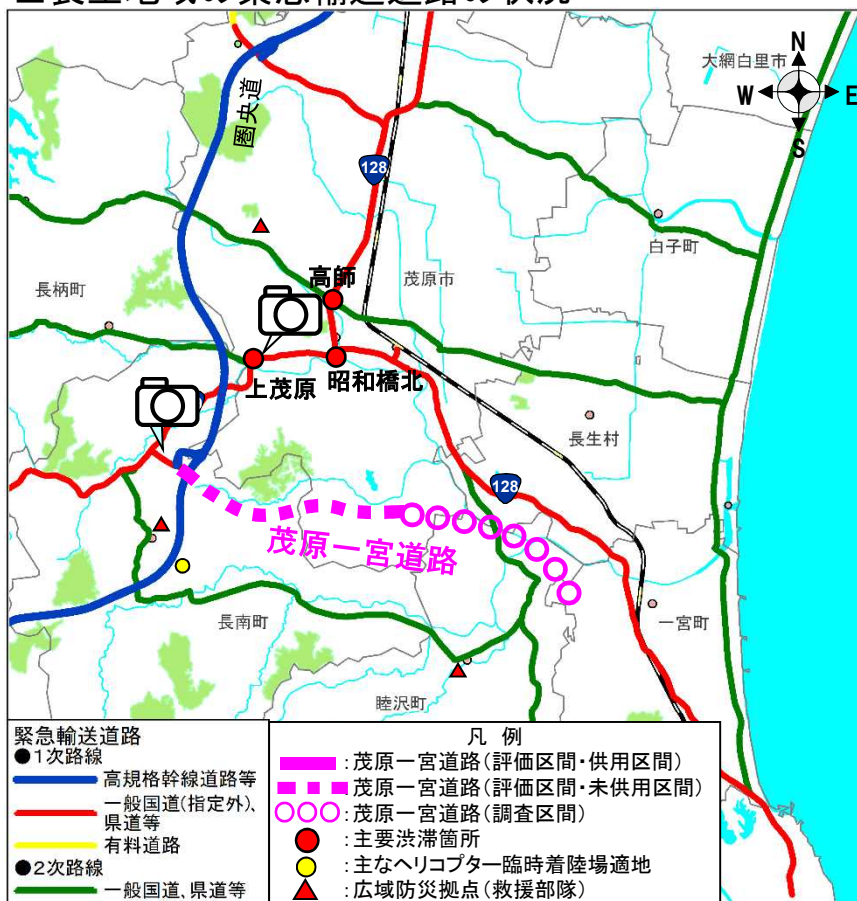 大網白里市
N
W E
S
圏央道
128
白子町
長柄町
高師
茂原市
上茂原
昭和橋北
長生村
128
茂原一宮道路
一宮町
長南町
睦沢町
緊急輸送道路
●1次路線
高規格幹線道路等
一般国道(指定外)、
県道等
有料道路
●2次路線
一般国道、県道等
凡 例
:茂原一宮道路(評価区間・供用区間)
:茂原一宮道路(評価区間・未供用区間)
:茂原一宮道路(調査区間)
:主要渋滞箇所
:主なヘリコプター臨時着陸場適地
:広域防災拠点(救援部隊)